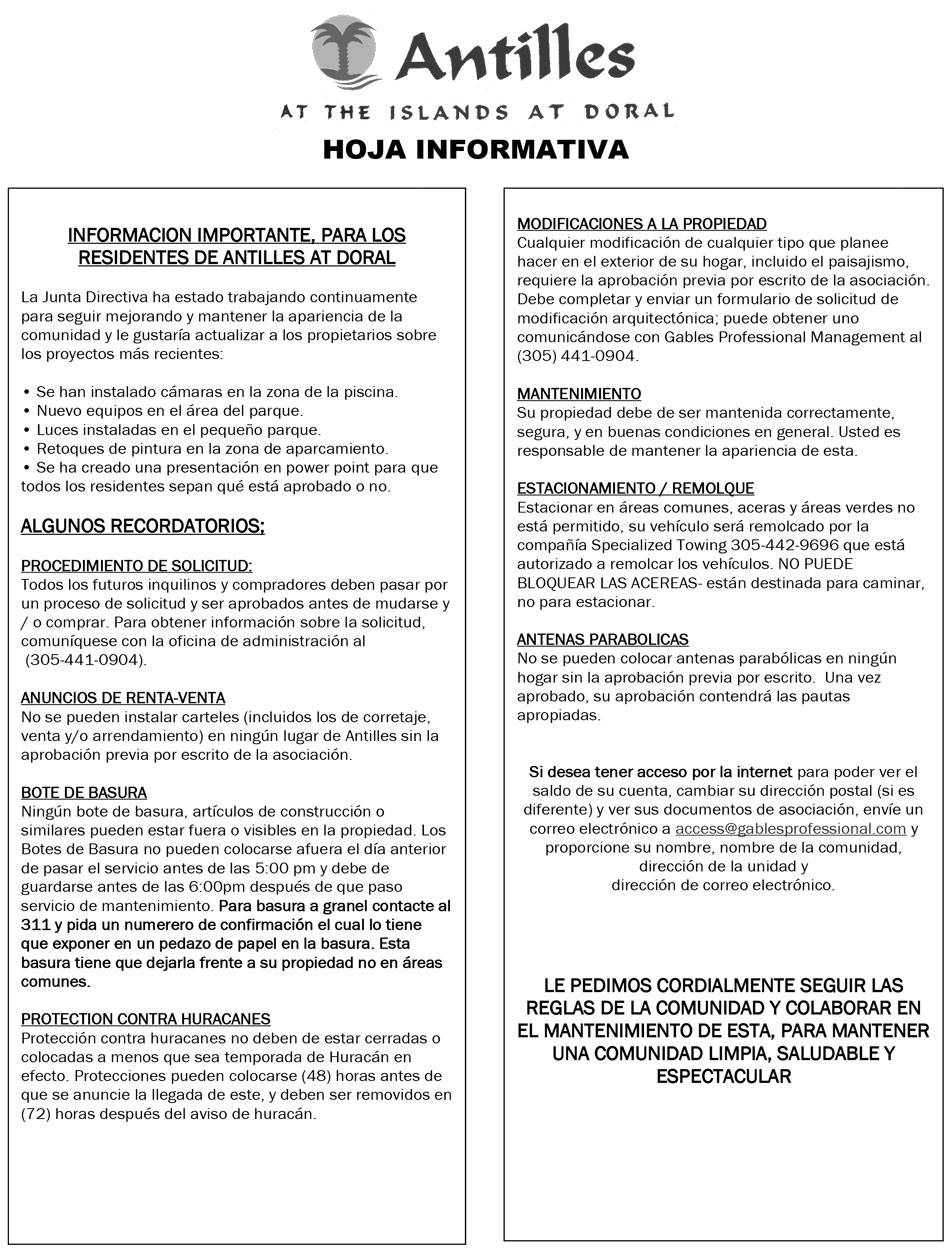 Antilles
AT THE ISLANDS AT DORAL
HOJA INFORMATIVA
INFORMACION IMPORTANTE, PARA LOS
RESIDENTES DE ANTILLES AT DORAL
La Junta Directiva ha estado trabajando continuamente
para seguir mejorando y mantener la apariencia de la
comunidad y le gustaría actualizar a los propietarios sobre
los proyectos más recientes:
• Se han instalado cámaras en la zona de la piscina.
• Nuevo equipos en el área del parque.
• Luces instaladas en el pequeño parque.
• Retoques de pintura en la zona de aparcamiento.
• Se ha creado una presentación en power point para que
todos los residentes sepan qué está aprobado o no.
ALGUNOS RECORDATORIOS;
PROCEDIMIENTO DE SOLICITUD:
Todos los futuros inquilinos y compradores deben pasar por
un proceso de solicitud y ser aprobados antes de mudarse y
/ o comprar. Para obtener información sobre la solicitud,
comuníquese con la oficina de administración al
(305-441-0904).
ANUNCIOS DE RENTA-VENTA
No se pueden instalar carteles (incluidos los de corretaje,
venta y/o arrendamiento) en ningún lugar de Antilles sin la
aprobación previa por escrito de la asociación.
BOTE DE BASURA
Ningún bote de basura, artículos de construcción o
similares pueden estar fuera o visibles en la propiedad. Los
Botes de Basura no pueden colocarse afuera el día anterior
de pasar el servicio antes de las 5:00 pm y debe de
guardarse antes de las 6:00pm después de que paso
servicio de mantenimiento. Para basura a granel contacte al
311 y pida un numerero de confirmación el cual lo tiene
que exponer en un pedazo de papel en la basura. Esta
basura tiene que dejarla frente a su propiedad no en áreas
comunes.
PROTECTION CONTRA HURACANES
Protección contra huracanes no deben de estar cerradas o
colocadas a menos que sea temporada de Huracán en
efecto. Protecciones pueden colocarse (48) horas antes de
que se anuncie la llegada de este, y deben ser removidos en
(72) horas después del aviso de huracán.
MODIFICACIONES A LA PROPIEDAD
Cualquier modificación de cualquier tipo que planee
hacer en el exterior de su hogar, incluido el paisajismo,
requiere la aprobación previa por escrito de la asociación.
Debe completar y enviar un formulario de solicitud de
modificación arquitectónica; puede obtener uno
comunicándose con Gables Professional Management al
(305) 441-0904.
MANTENIMIENTO
Su propiedad debe de ser mantenida correctamente,
segura, y en buenas condiciones en general. Usted es
responsable de mantener la apariencia de esta.
ESTACIONAMIENTO / REMOLQUE
Estacionar en áreas comunes, aceras y áreas verdes no
está permitido, su vehículo será remolcado por la
compañía Specialized Towing 305-442-9696 que está
autorizado a remolcar los vehículos. NO PUEDE
BLOQUEAR LAS ACEREAS- están destinada para caminar,
no para estacionar.
ANTENAS PARABOLICAS
No se pueden colocar antenas parabólicas en ningún
hogar sin la aprobación previa por escrito.  Una vez
aprobado, su aprobación contendrá las pautas
apropiadas.
Si desea tener acceso por la internet para poder ver el
saldo de su cuenta, cambiar su dirección postal (si es
diferente) y ver sus documentos de asociación, envíe un
correo electrónico a access@gablesprofessional.com y
proporcione su nombre, nombre de la comunidad,
dirección de la unidad y
dirección de correo electrónico.
LE PEDIMOS CORDIALMENTE SEGUIR LAS
REGLAS DE LA COMUNIDAD Y COLABORAR EN
EL MANTENIMIENTO DE ESTA, PARA MANTENER
UNA COMUNIDAD LIMPIA, SALUDABLE Y
ESPECTACULAR